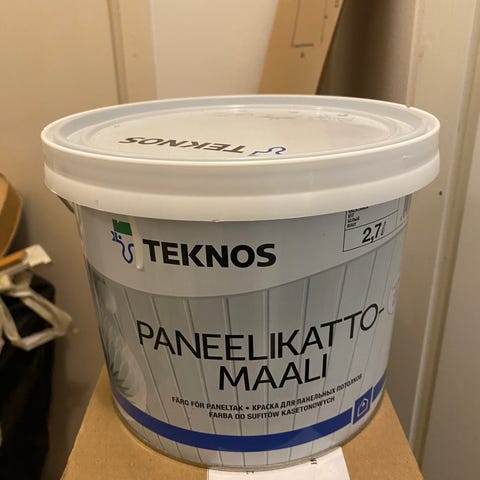 TEKNOS
TEKNOS
2,7 l
PANEELIKATTO-
MAALI
FÄRG FÖR PANELTAK • КРАСКА ДЛЯ ПАНЕЛЬНЫХ ПОТОЛКОВ
FARBA DO SUFITÓW KASETONOWYCH